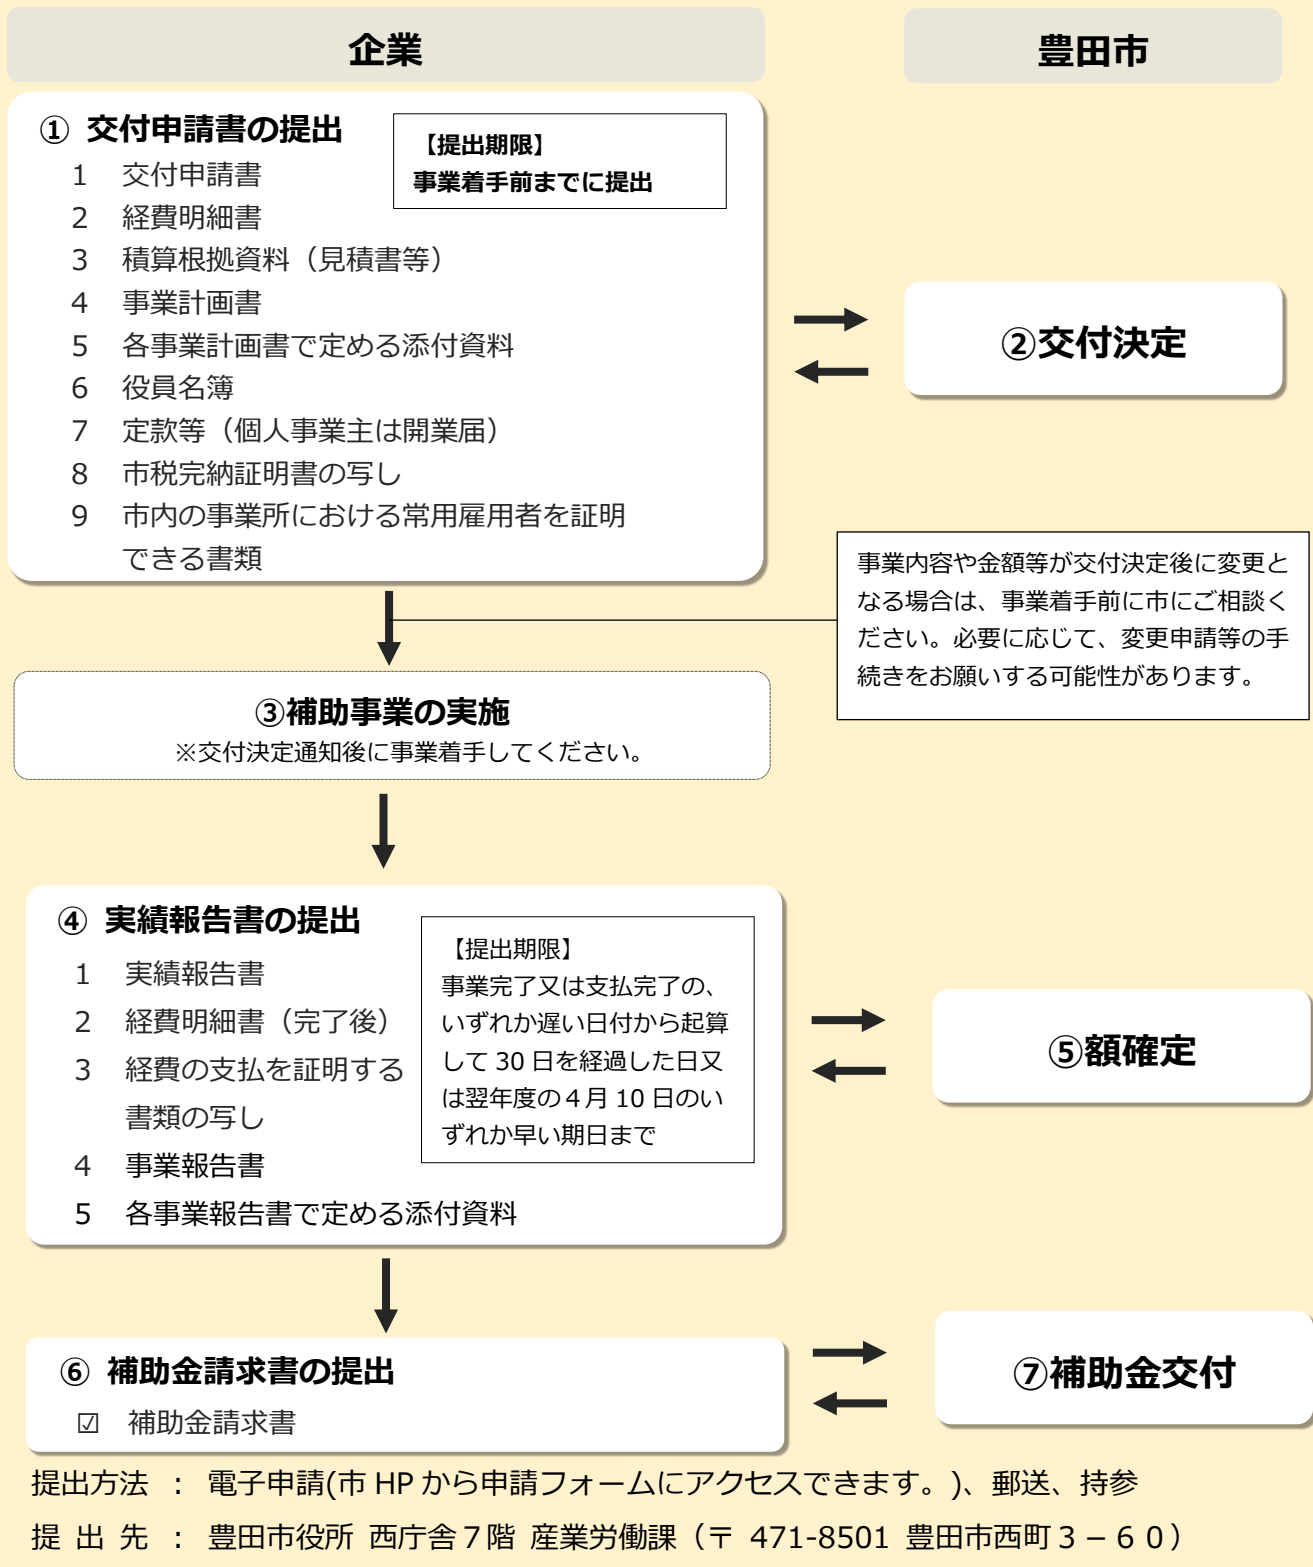 企業
豊田市
① 交付申請書の提出
【提出期限】
事業着手前までに提出
1 交付申請書
2 経費明細書
3 積算根拠資料（見積書等）
4 事業計画書
5 各事業計画書で定める添付資料
6 役員名簿
7 定款等（個人事業主は開業届）
8 市税完納証明書の写し
9 市内の事業所における常用雇用者を証明
できる書類
②交付決定
事業内容や金額等が交付決定後に変更と
なる場合は、事業着手前に市にご相談く
ださい。必要に応じて、変更申請等の手
続きをお願いする可能性があります。
③補助事業の実施
※交付決定通知後に事業着手してください。
④ 実績報告書の提出
1 実績報告書
2 経費明細書（完了後）
3 経費の支払を証明する
書類の写し
4 事業報告書
5 各事業報告書で定める添付資料
【提出期限】
事業完了又は支払完了の、
いずれか遅い日付から起算
して 30 日を経過した日又
は翌年度の４月 10 日のい
ずれか早い期日まで
⑤額確定
⑥ 補助金請求書の提出
☑ 補助金請求書
⑦補助金交付
提出方法 ： 電子申請(市 HP から申請フォームにアクセスできます。)、郵送、持参
提 出 先 ： 豊田市役所 西庁舎７階 産業労働課（〒 471-8501 豊田市西町３－６０）